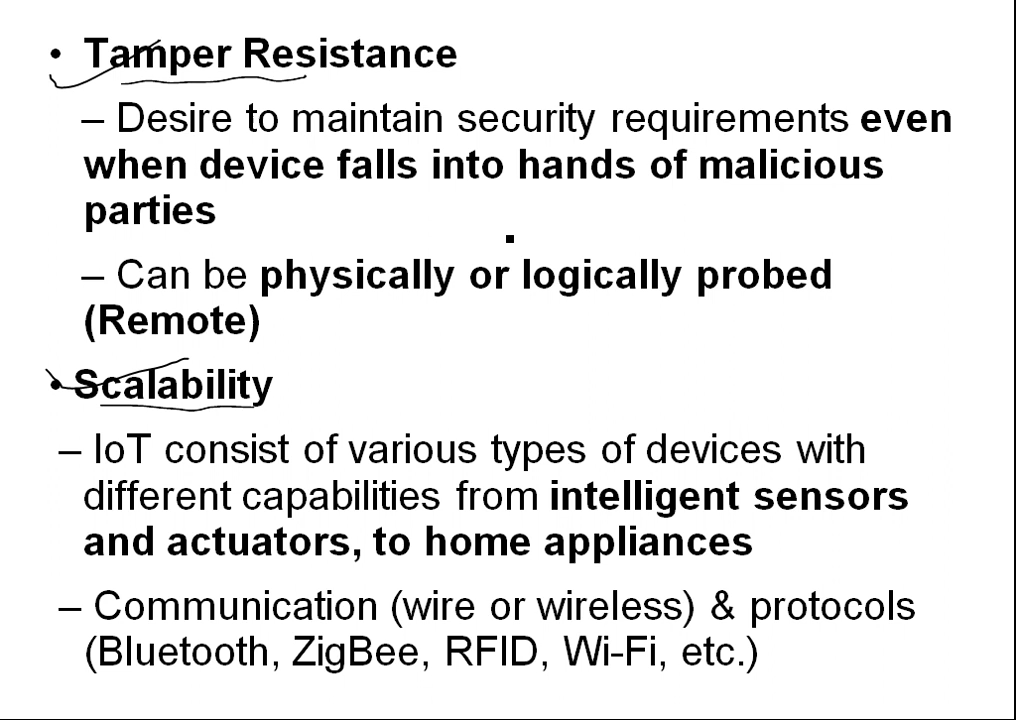 • Tamper Resistance
– Desire to maintain security requirements even
when device falls into hands of malicious
parties
– Can be physically or logically probed
(Remote)
• Scalability
– IoT consist of various types of devices with
different capabilities from intelligent sensors
and actuators, to home appliances
– Communication (wire or wireless) & protocols
(Bluetooth, ZigBee, RFID, Wi-Fi, etc.)